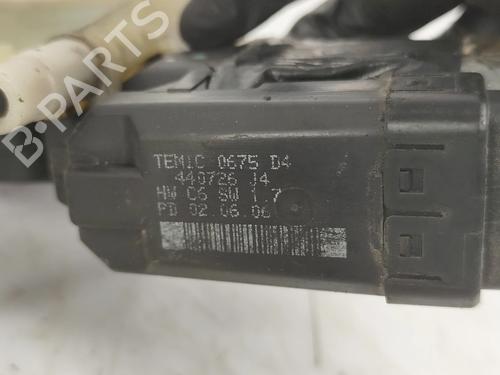 B-PARTS
TEMIC 0675 D4
440726 J4
HW C6 SW 1.7
PD 02.06.06